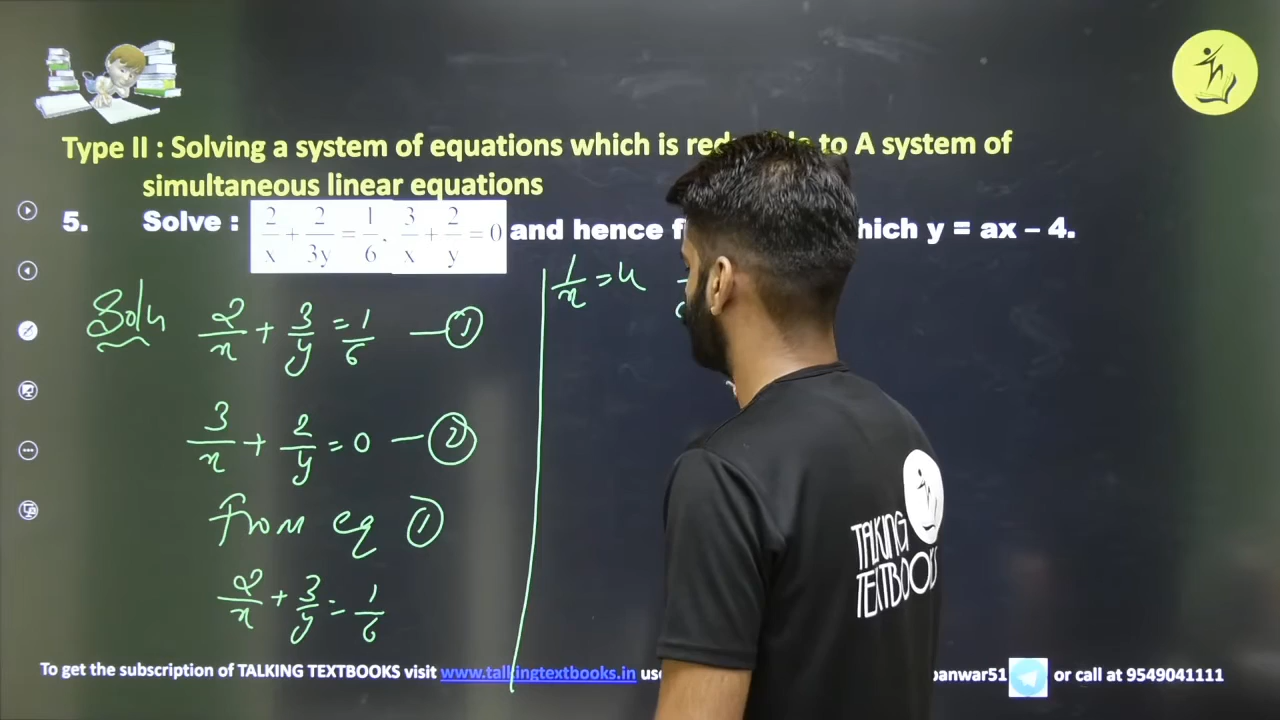 Type II : Solving a system of equations which is to A system of
simultaneous linear equations
5. Solve : 2/x + 2/3y = 1/6, 3/x + 2/y = 0 and hence which y = ax – 4.
Soln 2/x + 3/y = 1/6 — ①
3/x + 2/y = 0 — ②
from eq ①
2/x + 3/y = 1/6
1/x = u
TALKING
TEXTBOOKS
To get the subscription of TALKING TEXTBOOKS visit www.talkingtextbooks.in or call at 9549041111